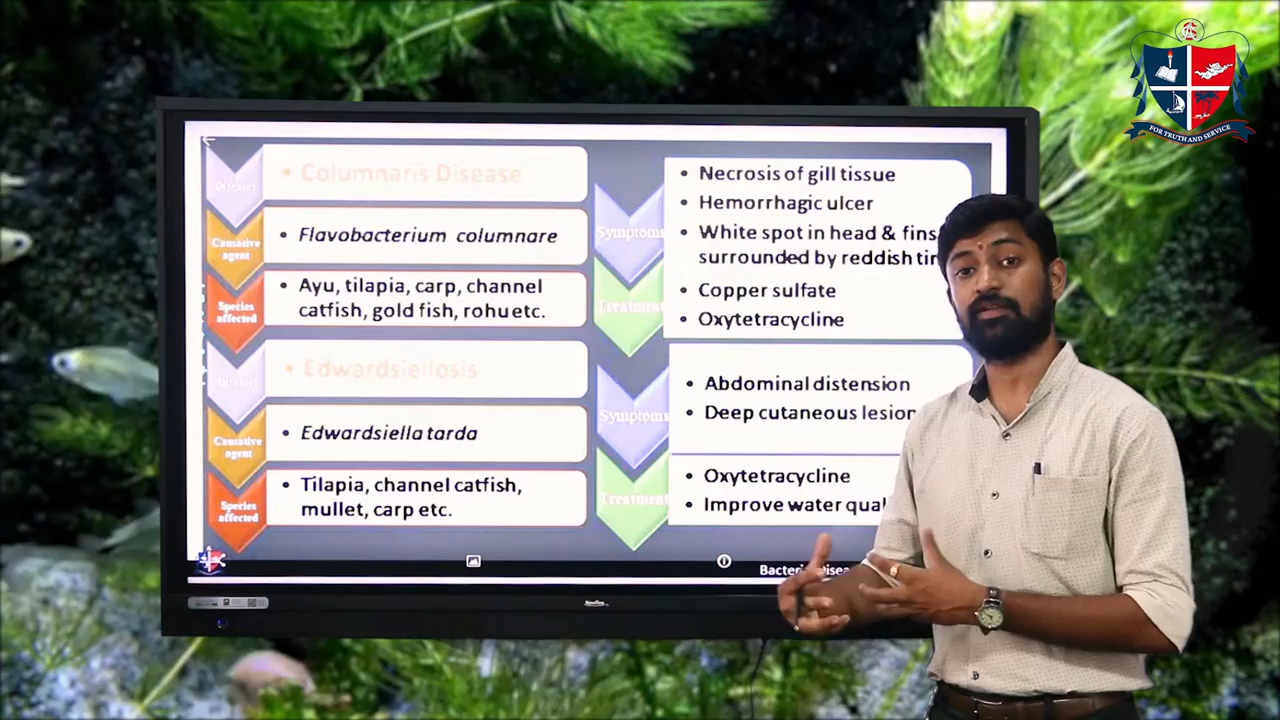 Disease
• Columnaris Disease
Causative
agent
• Flavobacterium columnare
Species
affected
• Ayu, tilapia, carp, channel
catfish, gold fish, rohu etc.
Symptoms
• Necrosis of gill tissue
• Hemorrhagic ulcer
• White spot in head & fins
surrounded by reddish
Treatment
• Copper sulfate
• Oxytetracycline
Disease
• Edwardsiellosis
Causative
agent
• Edwardsiella tarda
Species
affected
• Tilapia, channel catfish,
mullet, carp etc.
Symptoms
• Abdominal distension
• Deep cutaneous
Treatment
• Oxytetracycline
• Improve water
FOR TRUTH AND SERVICE